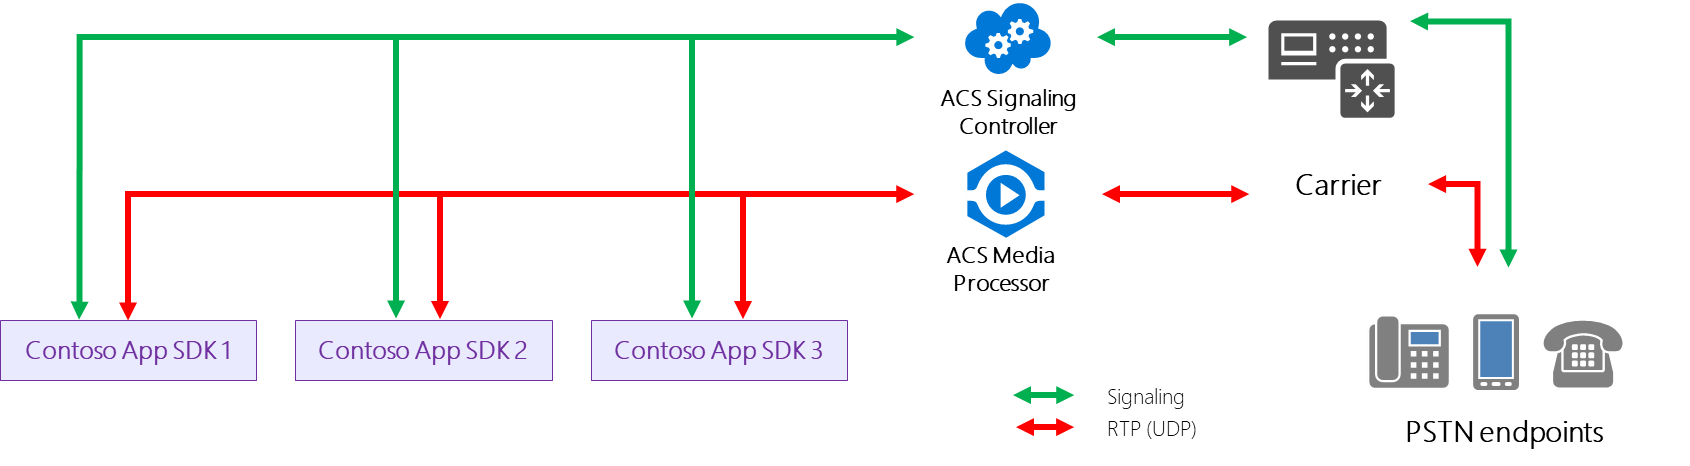 ACS Signaling
Controller
ACS Media
Processor
Carrier
Contoso App SDK 1
Contoso App SDK 2
Contoso App SDK 3
Signaling
RTP (UDP)
PSTN endpoints